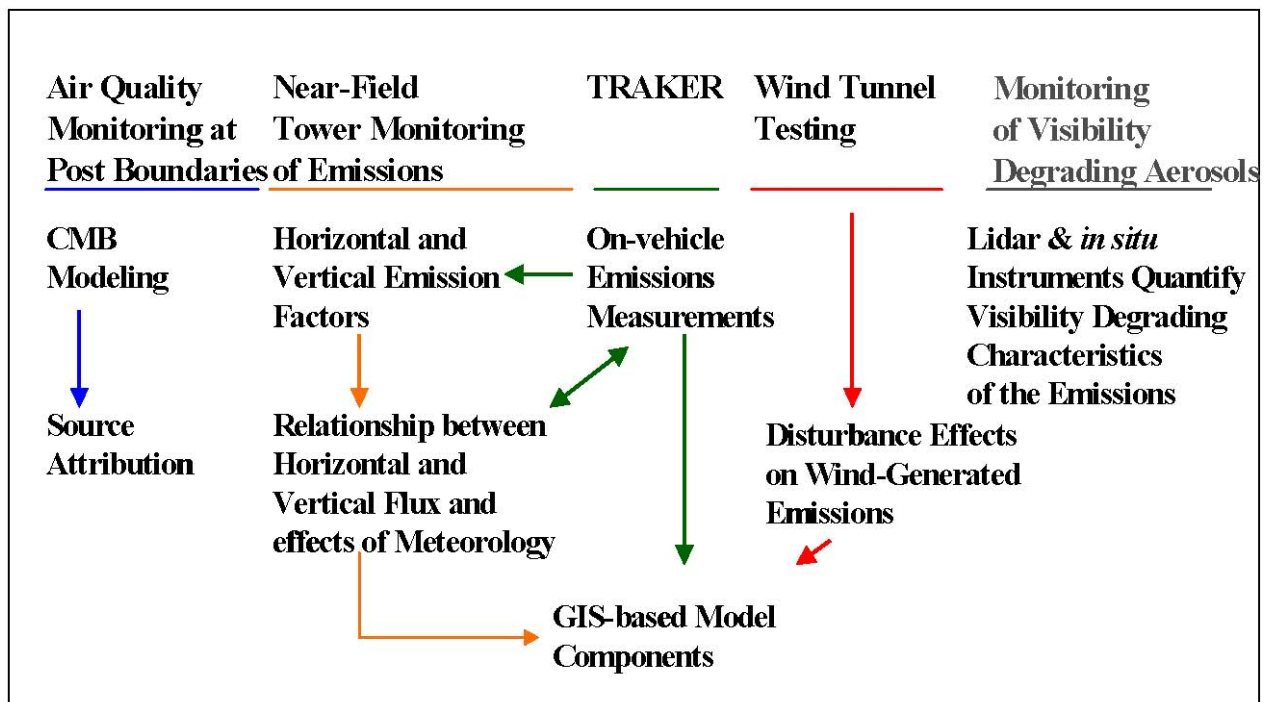 Air Quality
Monitoring at
Post Boundaries
Near-Field
Tower Monitoring
of Emissions
TRAKER
Wind Tunnel
Testing
Monitoring
of Visibility
Degrading Aerosols
CMB
Modeling
Horizontal and
Vertical Emission
Factors
On-vehicle
Emissions
Measurements
Lidar & in situ
Instruments Quantify
Visibility Degrading
Characteristics
of the Emissions
Source
Attribution
Relationship between
Horizontal and
Vertical Flux and
effects of Meteorology
Disturbance Effects
on Wind-Generated
Emissions
GIS-based Model
Components